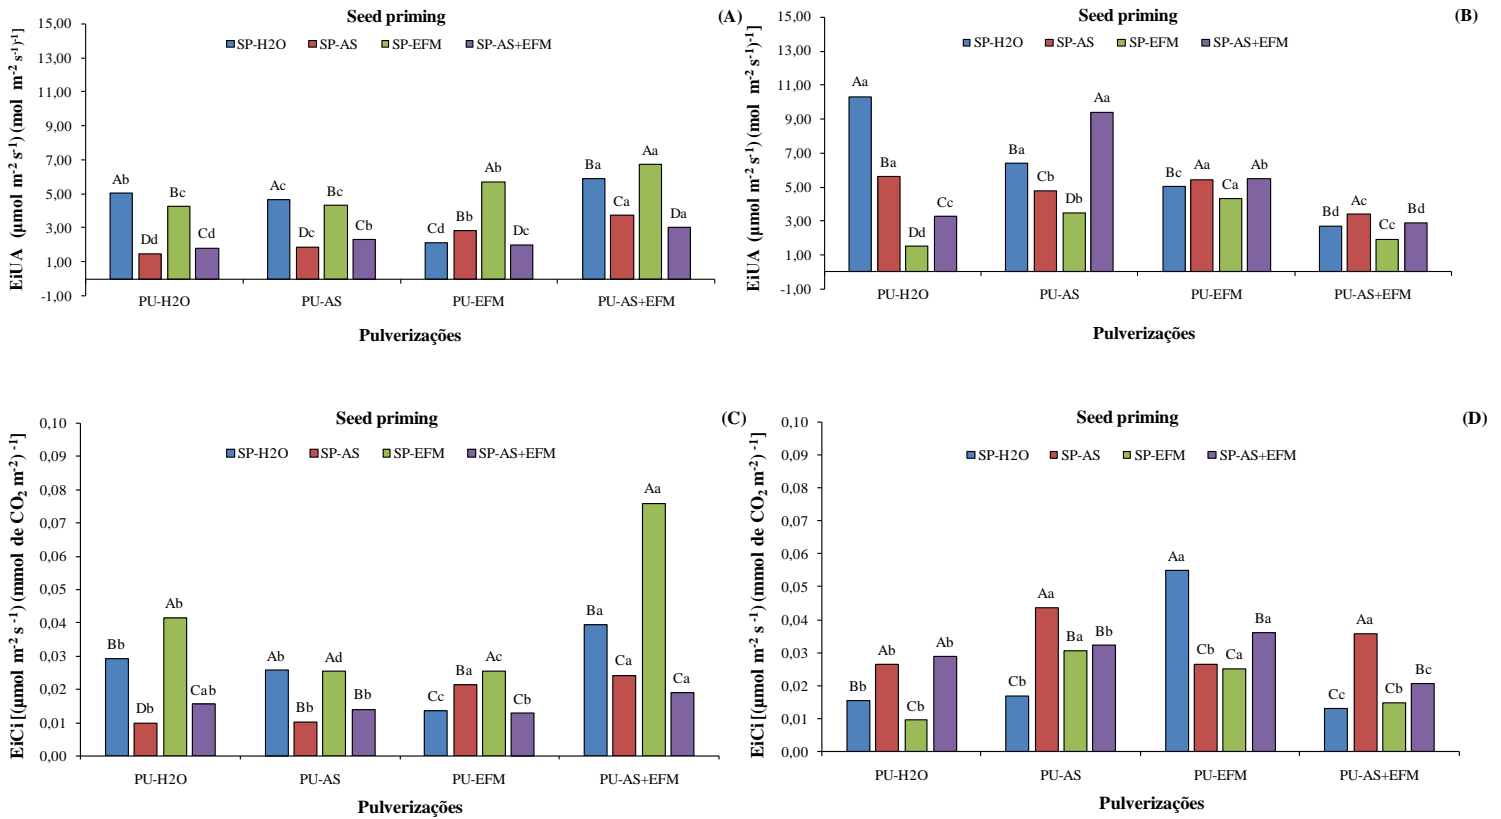 Seed priming
(A)
SP-H2O SP-AS SP-EFM SP-AS+EFM
EiUA (µmol m-2 s-1) (mol m-2 s-1)-1]
15,00
13,00
11,00
9,00
7,00
5,00
3,00
1,00
-1,00
Ab Dd Bc Cd
Ac Dc Bc Cb
Cd Bb Ab Dc
Ba Ca Aa Da
PU-H2O PU-AS PU-EFM PU-AS+EFM
Pulverizações
Seed priming
(B)
SP-H2O SP-AS SP-EFM SP-AS+EFM
EiUA (µmol m-2 s-1) (mol m-2 s-1)-1]
15,00
13,00
11,00
9,00
7,00
5,00
3,00
1,00
-1,00
Aa Ba Dd Cc
Ba Cb Db Aa
Bc Aa Ca Ab
Bd Ac Cc Bd
PU-H2O PU-AS PU-EFM PU-AS+EFM
Pulverizações
Seed priming
(C)
SP-H2O SP-AS SP-EFM SP-AS+EFM
EiCi [(µmol m-2 s -1) (mmol de CO2 m-2) -1]
0,10
0,09
0,08
0,07
0,06
0,05
0,04
0,03
0,02
0,01
0,00
Bb Db Ab Cab
Ab Bb Ad Bb
Cc Ba Ac Cb
Ba Ca Aa Ca
PU-H2O PU-AS PU-EFM PU-AS+EFM
Pulverizações
Seed priming
(D)
SP-H2O SP-AS SP-EFM SP-AS+EFM
EiCi [(µmol m-2 s -1) (mmol de CO2 m-2) -1]
0,10
0,09
0,08
0,07
0,06
0,05
0,04
0,03
0,02
0,01
0,00
Bb Ab Cb Ab
Cb Aa Ba Bb
Aa Cb Ca Ba
Cc Aa Cb Bc
PU-H2O PU-AS PU-EFM PU-AS+EFM
Pulverizações